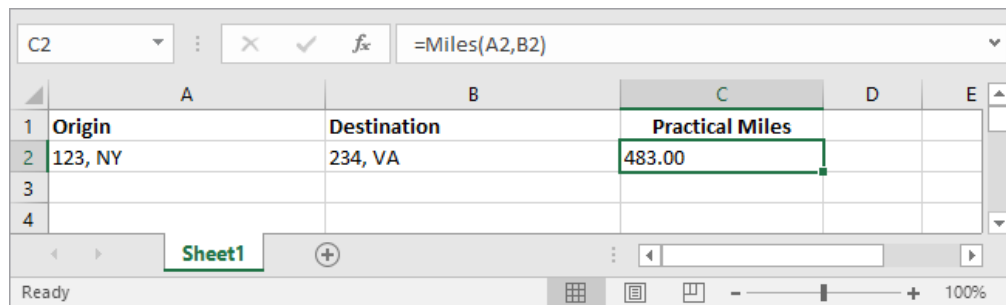 C2 fx =Miles(A2,B2)
A B C D E
1 Origin Destination Practical Miles
2 123, NY 234, VA 483.00
3
4
Sheet1
Ready 100%